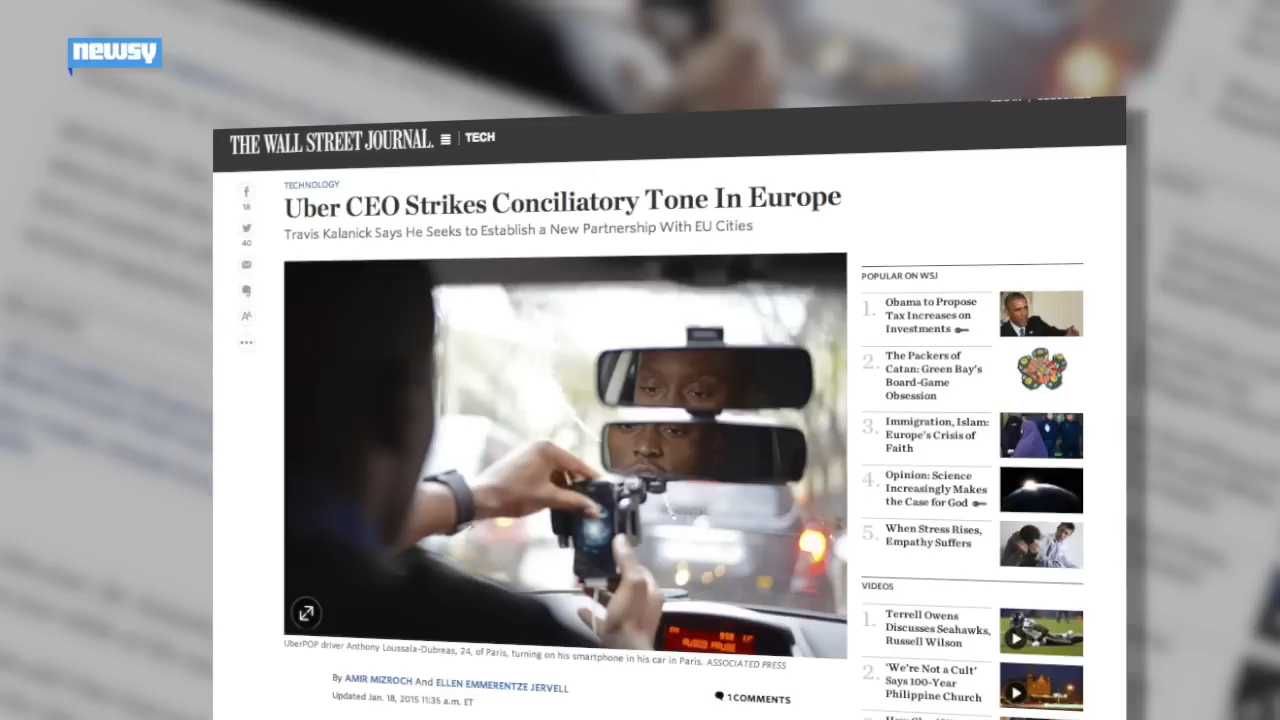 newsy
THE WALL STREET JOURNAL.
TECH
TECHNOLOGY
Uber CEO Strikes Conciliatory Tone In Europe
Travis Kalanick Says He Seeks to Establish a New Partnership With EU Cities
18
40
UberPOP driver Anthony Loussala-Dubreas, 24, of Paris, turning on his smartphone in his car in Paris. ASSOCIATED PRESS
By AMIR MIZROCH And ELLEN EMMERENTZE JERVELL
Updated Jan. 18, 2015 11:35 a.m. ET
1 COMMENTS
POPULAR ON WSJ
1. Obama to Propose
Tax Increases on
Investments
2. The Packers of
Catan: Green Bay's
Board-Game
Obsession
3. Immigration, Islam:
Europe's Crisis of
Faith
4. Opinion: Science
Increasingly Makes
the Case for God
5. When Stress Rises,
Empathy Suffers
VIDEOS
1. Terrell Owens
Discusses Seahawks,
Russell Wilson
2. 'We're Not a Cult'
Says 100-Year
Philippine Church